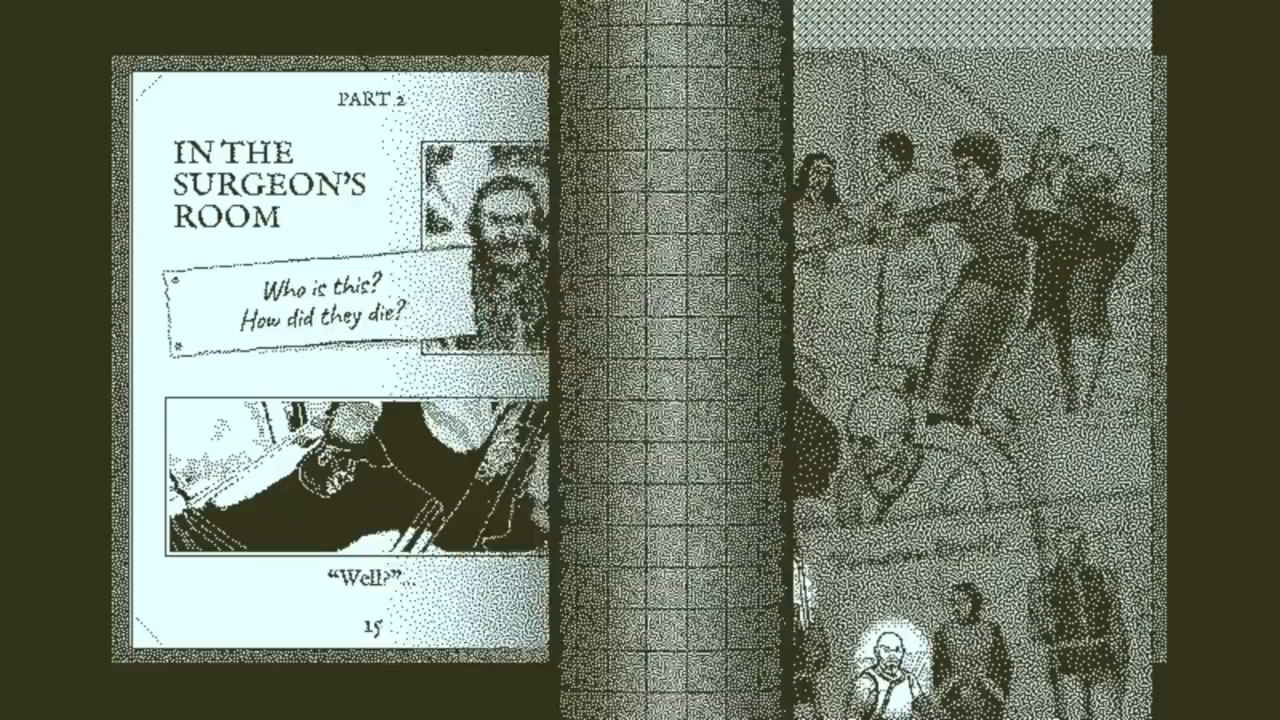 PART 2
IN THE
SURGEON'S
ROOM
Who is this?
How did they die?
“Well?”...
15